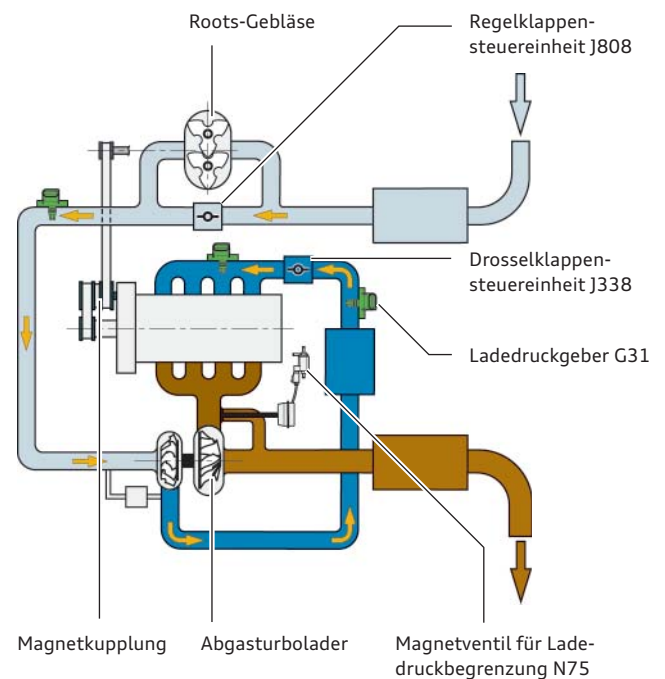 Roots-Gebläse
Regelklappen-
steuereinheit J808
Drosselklappen-
steuereinheit J338
Ladedruckgeber G31
Magnetkupplung
Abgasturbolader
Magnetventil für Lade-
druckbegrenzung N75